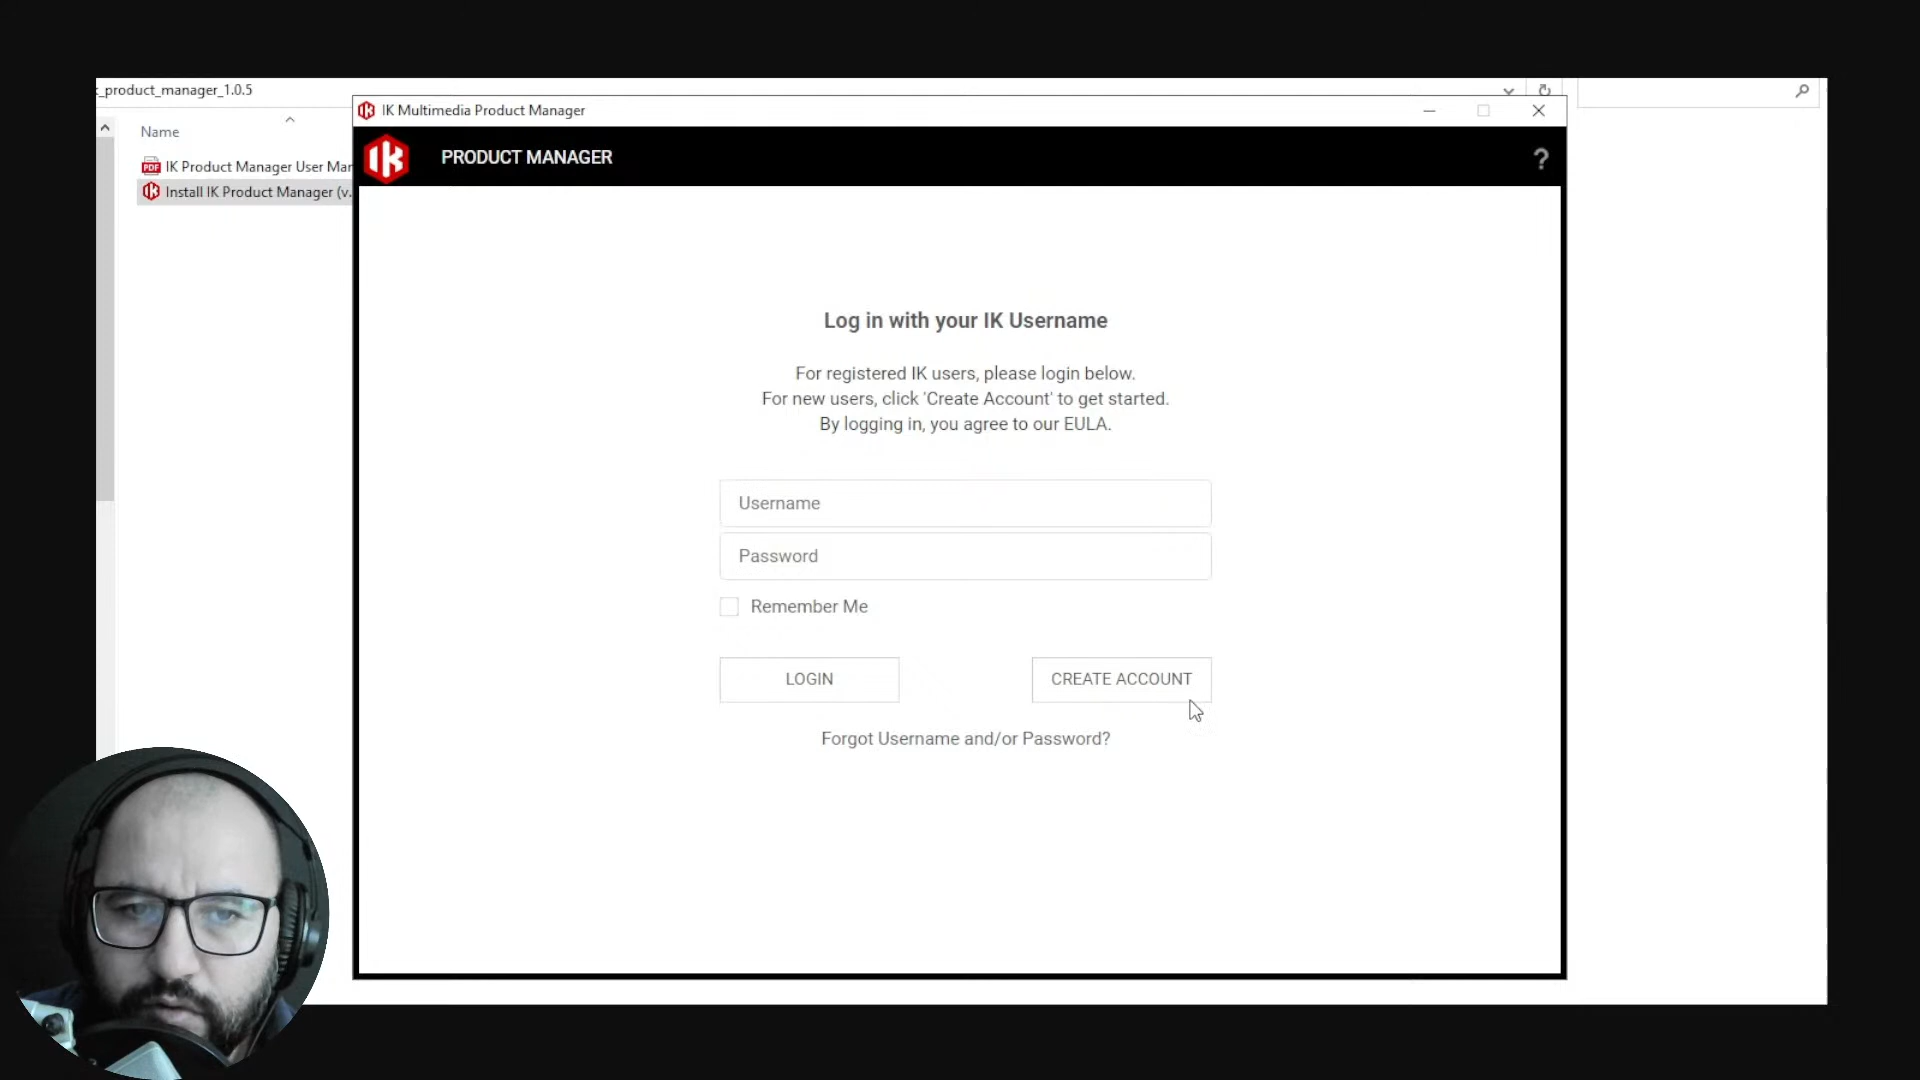 _product_manager_1.0.5
IK Multimedia Product Manager
Name
PRODUCT MANAGER
?
PDF IK Product Manager User Mar
Install IK Product Manager (v.
Log in with your IK Username
For registered IK users, please login below.
For new users, click 'Create Account' to get started.
By logging in, you agree to our EULA.
Username
Password
Remember Me
LOGIN
CREATE ACCOUNT
Forgot Username and/or Password?